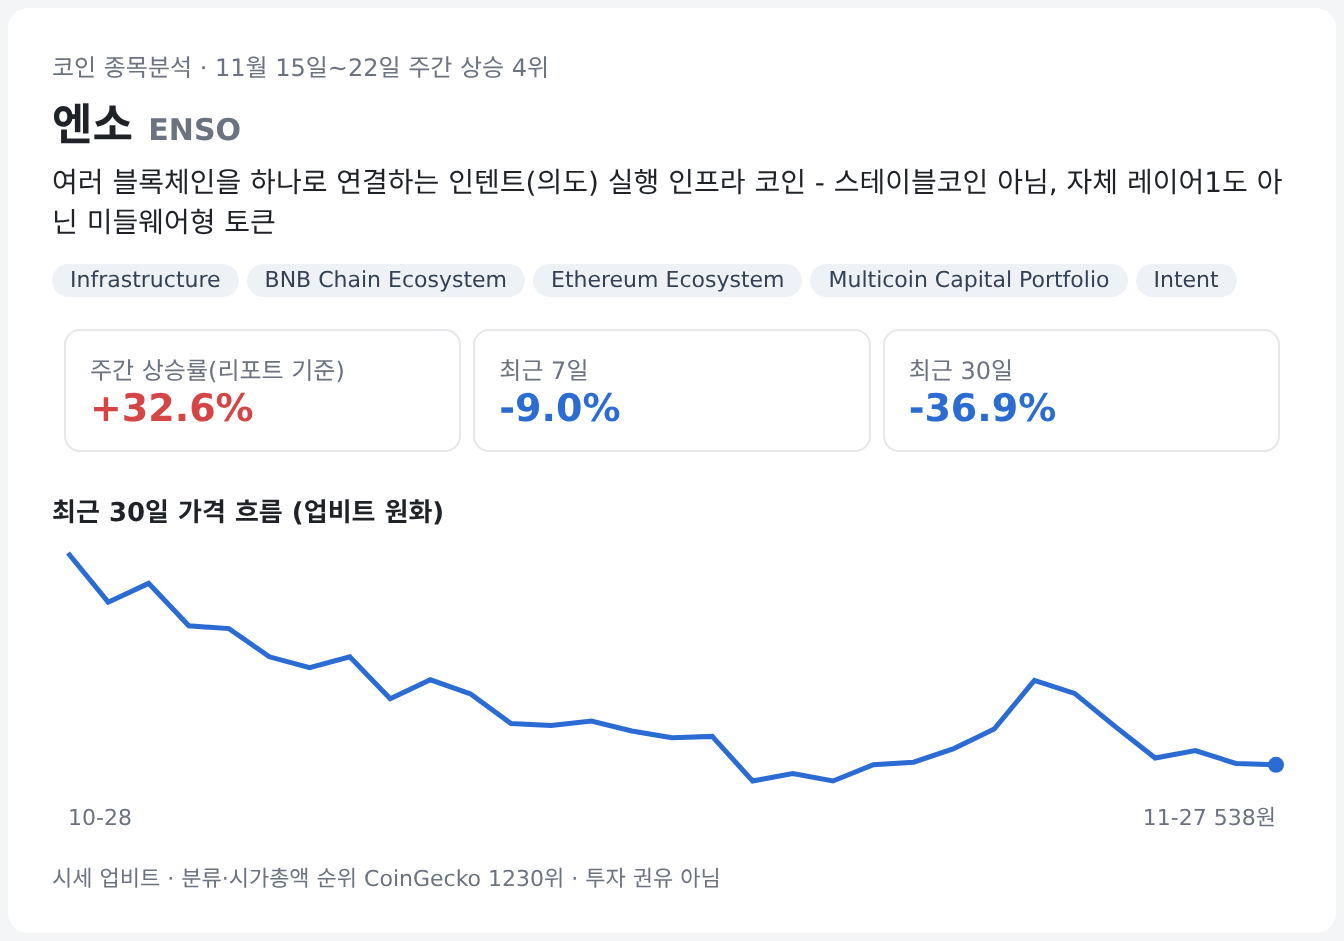 코인 종목분석 · 11월 15일~22일 주간 상승 4위
엔소 ENSO
여러 블록체인을 하나로 연결하는 인텐트(의도) 실행 인프라 코인 - 스테이블코인 아님, 자체 레이어1도 아
닌 미들웨어형 토큰
Infrastructure BNB Chain Ecosystem Ethereum Ecosystem Multicoin Capital Portfolio Intent
주간 상승률(리포트 기준) 최근 7일 최근 30일
+32.6% -9.0% -36.9%
최근 30일 가격 흐름 (업비트 원화)
10-28 11-27 538원
시세 업비트 · 분류·시가총액 순위 CoinGecko 1230위 · 투자 권유 아님